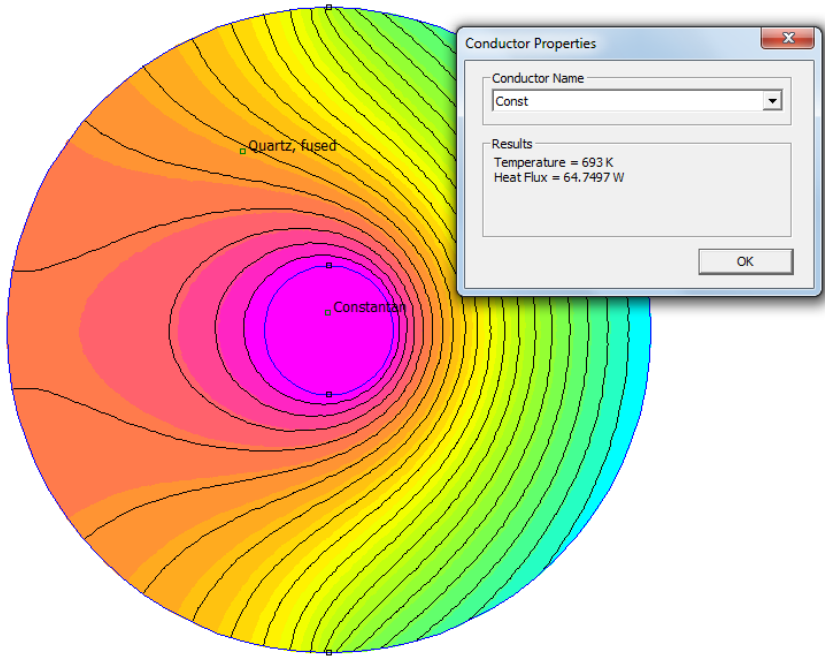 Conductor Properties
Conductor Name
Const
Results
Temperature = 693 K
Heat Flux = 64.7497 W
OK
Quartz, fused
Constantan